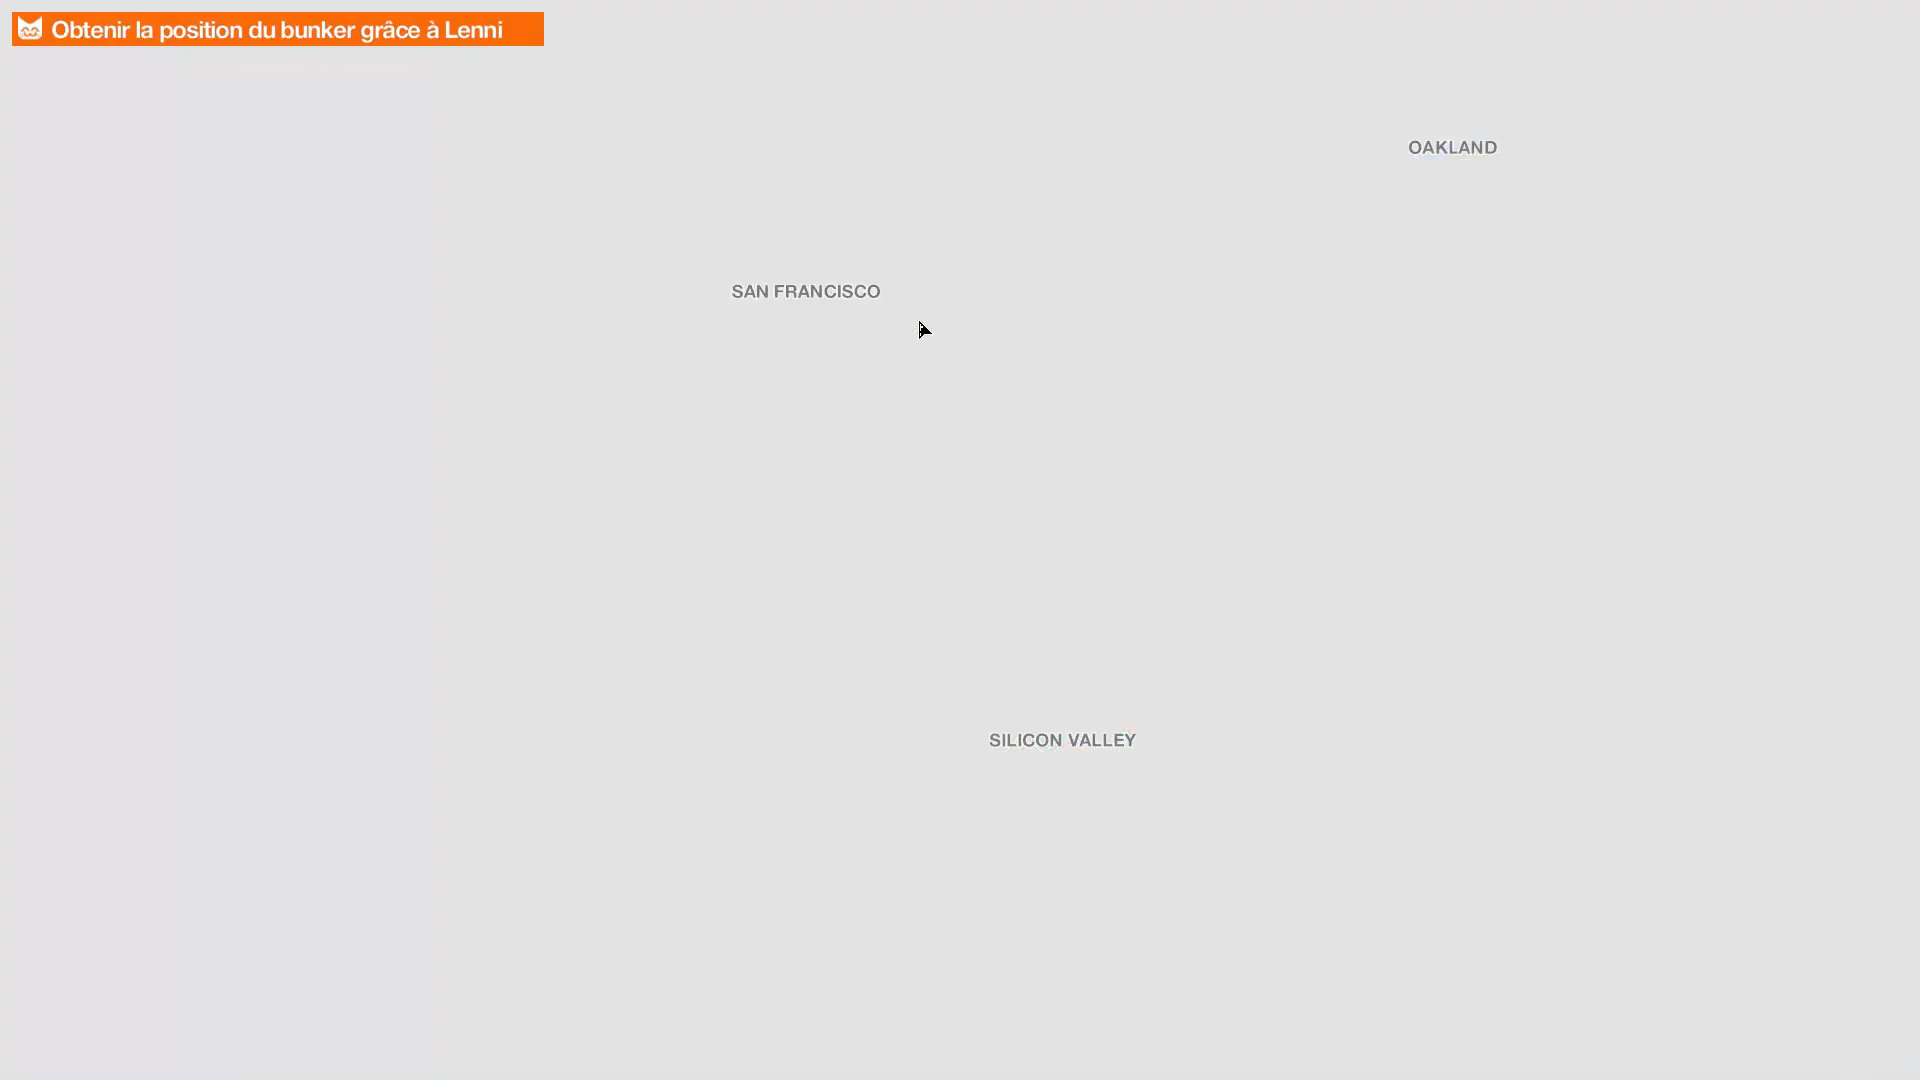 Obtenir la position du bunker grâce à Lenni
OAKLAND
SAN FRANCISCO
SILICON VALLEY